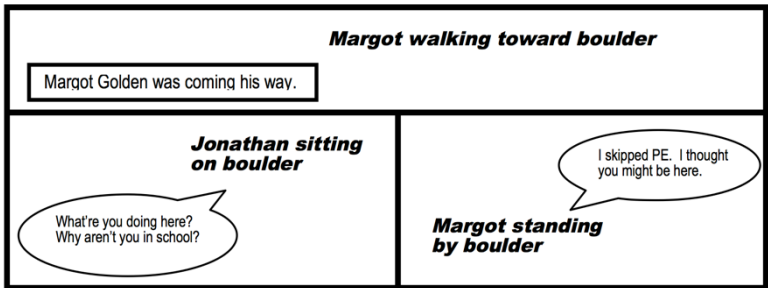 Margot walking toward boulder
Margot Golden was coming his way.
Jonathan sitting
on boulder
What're you doing here?
Why aren't you in school?
I skipped PE.  I thought
you might be here.
Margot standing
by boulder